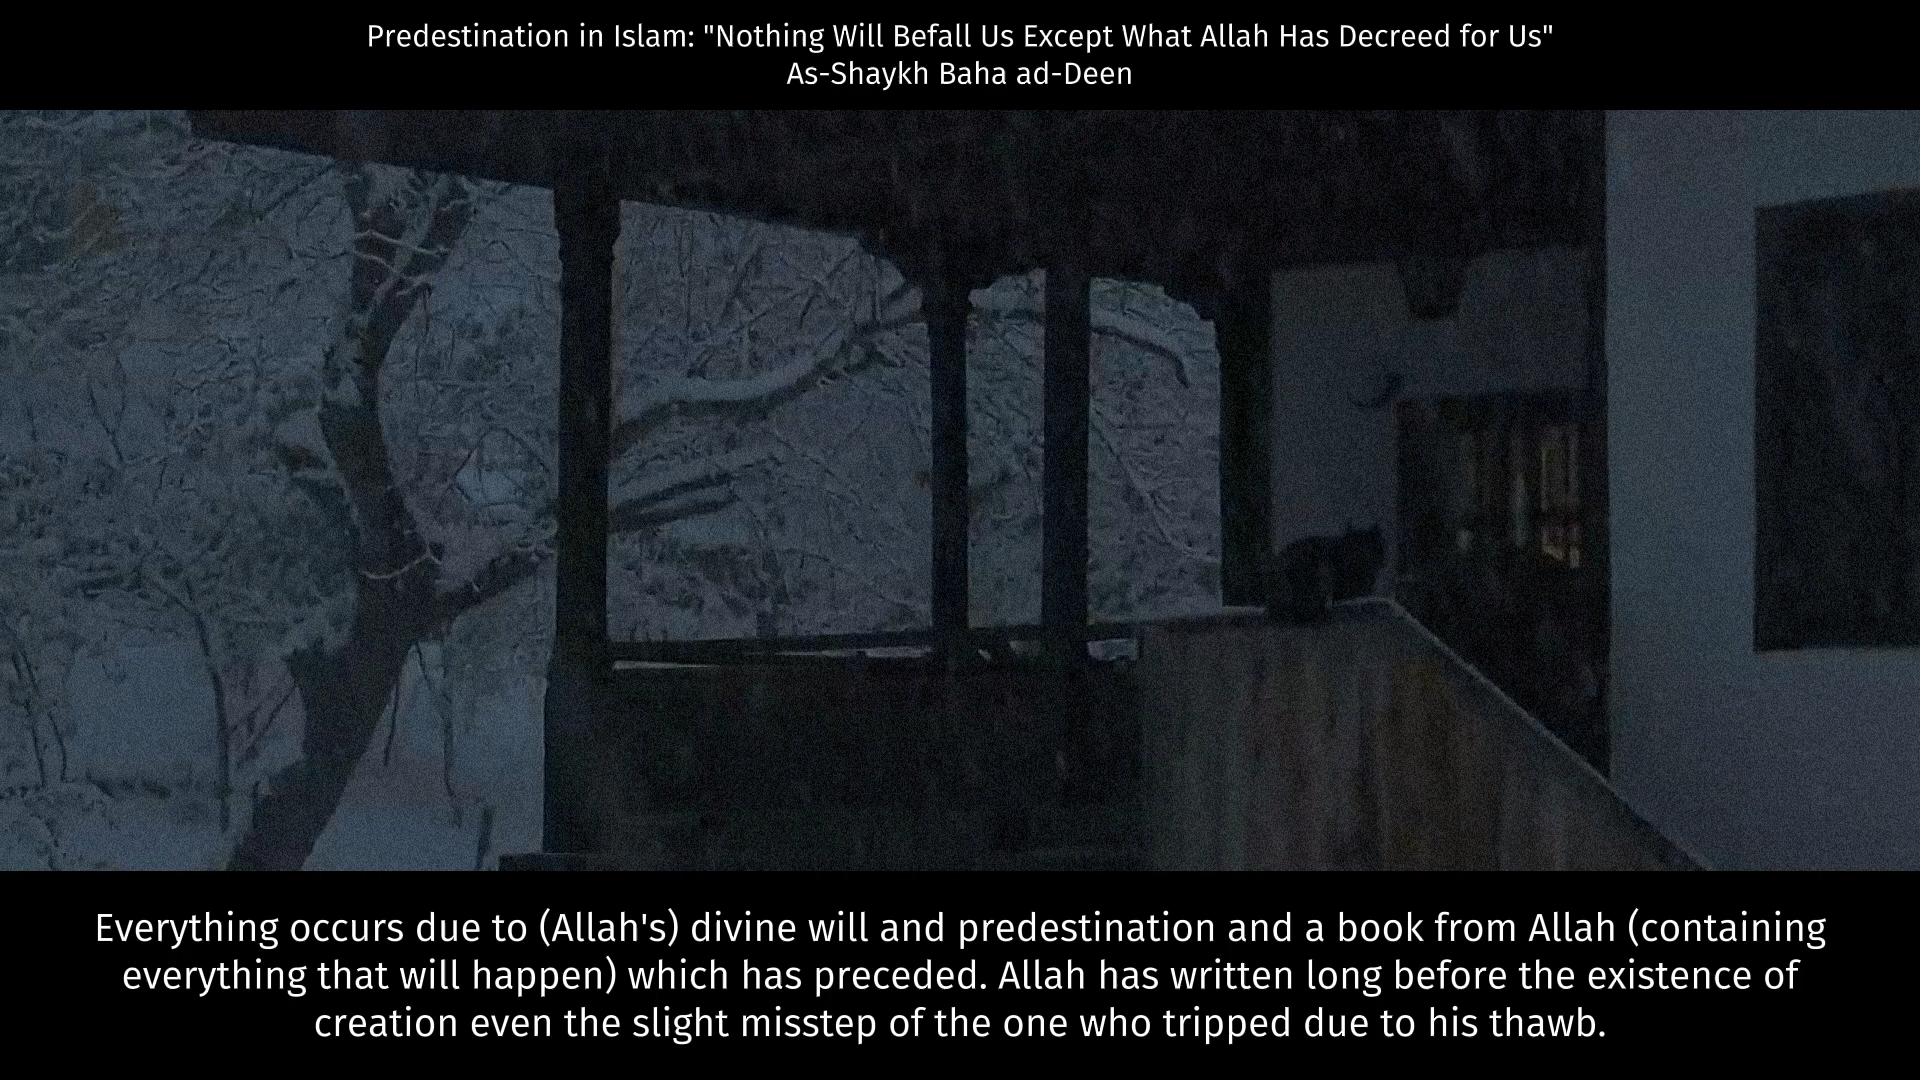 Predestination in Islam: "Nothing Will Befall Us Except What Allah Has Decreed for Us"
As-Shaykh Baha ad-Deen
Everything occurs due to (Allah's) divine will and predestination and a book from Allah (containing
everything that will happen) which has preceded. Allah has written long before the existence of
creation even the slight misstep of the one who tripped due to his thawb.